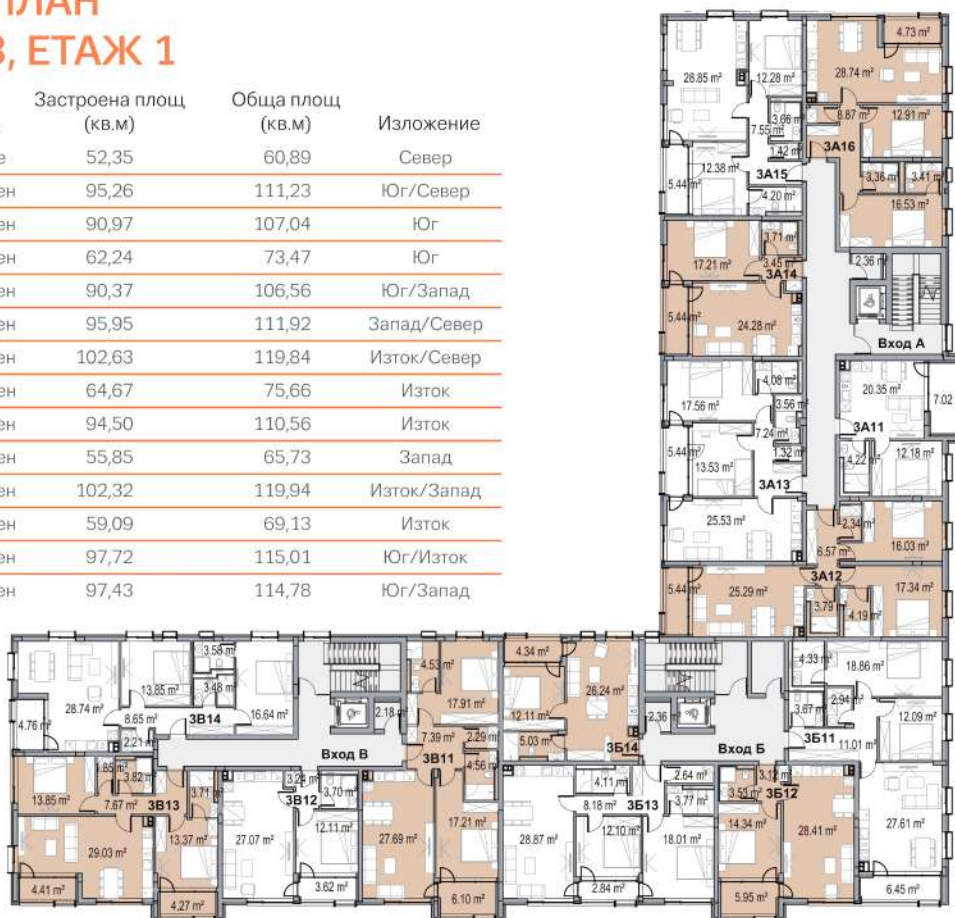 ПЛАН
3, ЕТАЖ 1
Застроена площ
(кв.м)
Обща площ
(кв.м)
Изложение
52,35 60,89 Север
ен 95,26 111,23 Юг/Север
ен 90,97 107,04 Юг
ен 62,24 73,47 Юг
ен 90,37 106,56 Юг/Запад
ен 95,95 111,92 Запад/Север
ен 102,63 119,84 Изток/Север
ен 64,67 75,66 Изток
ен 94,50 110,56 Изток
ен 55,85 65,73 Запад
ен 102,32 119,94 Изток/Запад
ен 59,09 69,13 Изток
ен 97,72 115,01 Юг/Изток
ен 97,43 114,78 Юг/Запад
4.73 m²
28.85 m² 12.28 m² 28.74 m²
3.66 m² 8.87 m² 12.91 m²
7.55 m²
1.42 m² 3А16
12.38 m² 3А15 3.36 m² 3.41 m²
5.44 m²
4.20 m² 16.53 m²
3.71 m²
17.21 m² 3.45 m² 2.36 m²
3А14
5.44 m² 24.28 m²
Вход А
4.08 m² 20.35 m²
17.56 m² 3.56 m² 7.02
7.24 m² 3А11
5.44 m² 13.53 m² 1.32 m² 4.22 m² 12.18 m²
3А13
25.53 m² 2.34 m²
6.57 m² 16.03 m²
3А12
5.44 m² 25.29 m² 17.34 m²
3.79 m² 4.19 m²
3.58 m² 4.34 m²
4.53 m² 4.33 m² 18.86 m²
13.85 m² 3.48 m² 26.24 m²
28.74 m² 16.64 m² 17.91 m² 12.11 m² 3.67 m² 2.94 m²
4.76 m² 8.65 m² 3В14 2.18 m² 2.36 m² 12.09 m²
2.21 m² 7.39 m² 2.29 m² 5.03 m² 3Б14 3Б11 11.01 m²
Вход В 3В11 Вход Б
1.85 m² 3.82 m² 4.56 m²
13.85 m² 3.24 m² 4.11 m² 2.64 m² 3.12 m²
7.67 m² 3В13 3.71 m² 3В12 3.70 m² 8.18 m² 3Б13 3.77 m² 3.53 m² 3Б12
13.37 m² 27.07 m² 12.11 m² 27.69 m² 17.21 m² 28.87 m² 12.10 m² 18.01 m² 14.34 m² 28.41 m² 27.61 m²
29.03 m²
4.41 m² 4.27 m² 3.62 m² 6.10 m² 2.84 m² 5.95 m² 6.45 m²